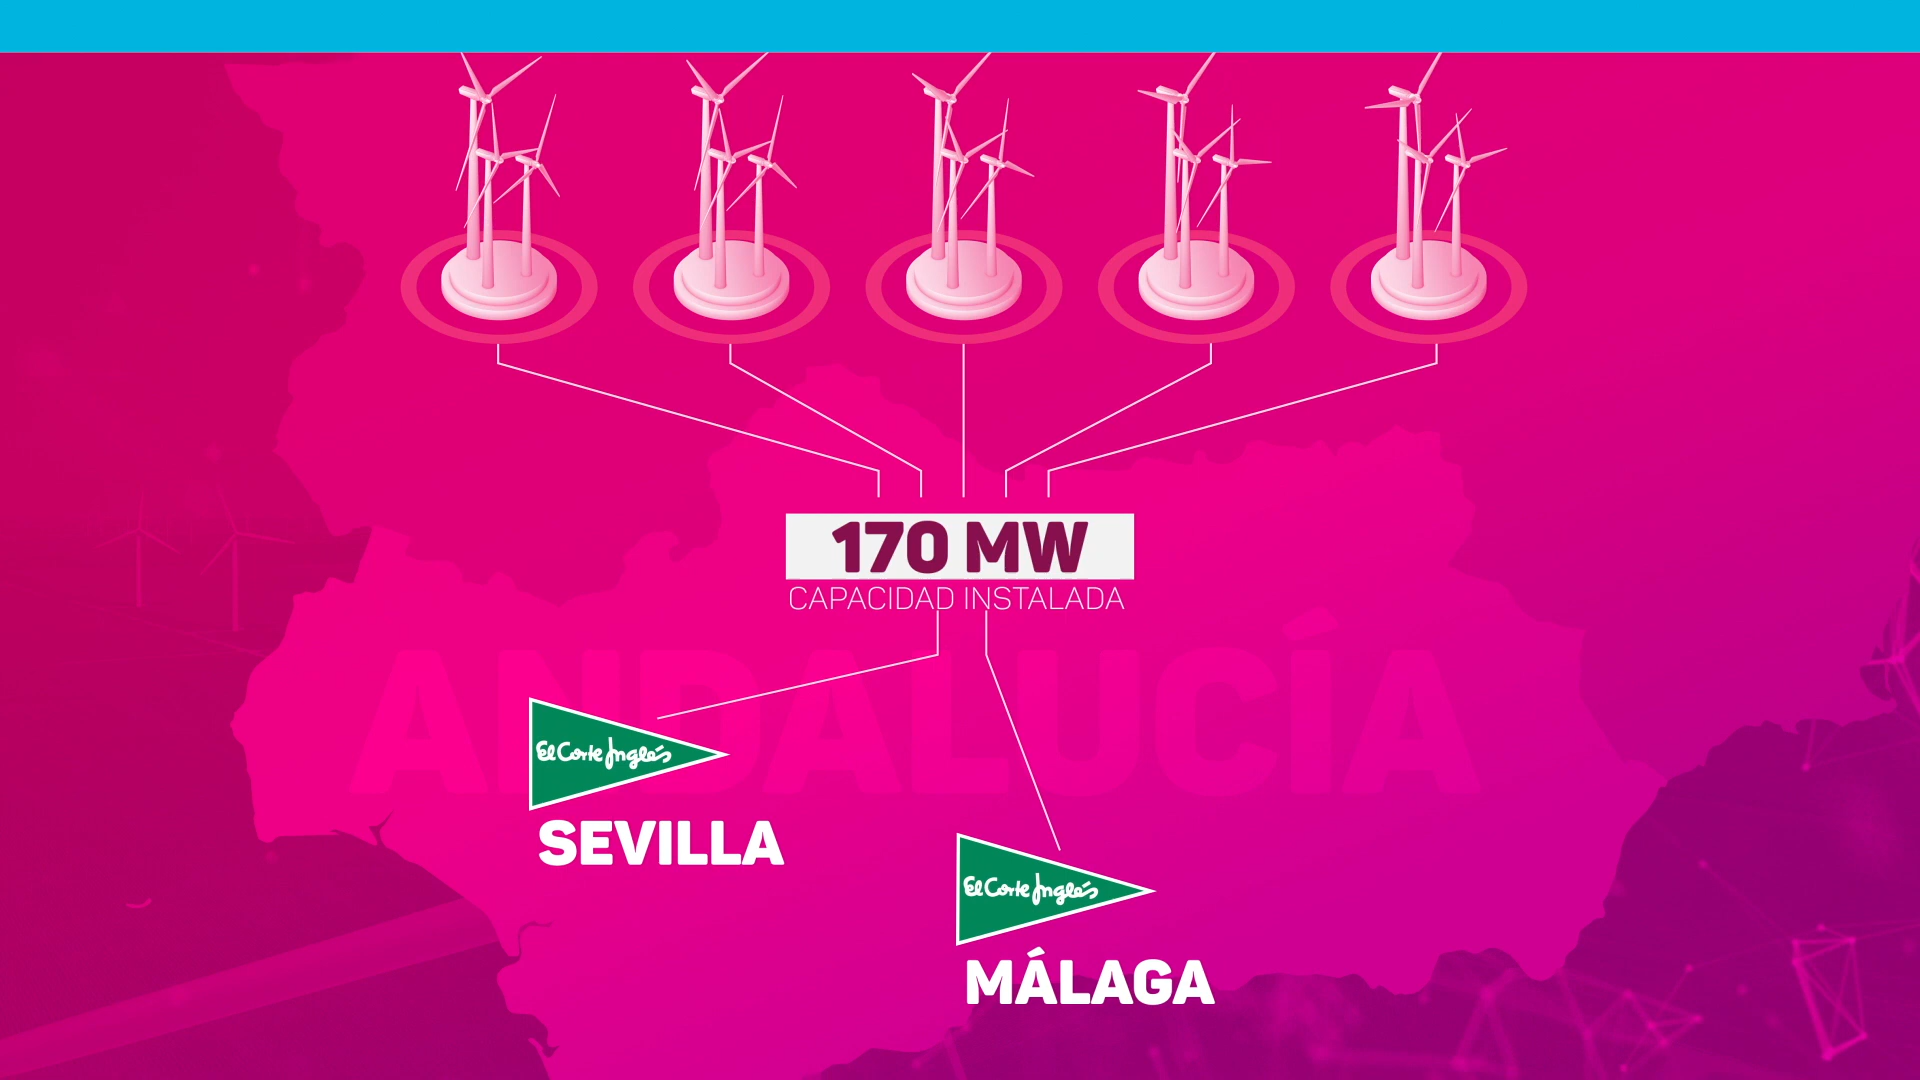 170 MW
CAPACIDAD INSTALADA
ANDALUCÍA
El Corte Inglés
SEVILLA
El Corte Inglés
MÁLAGA